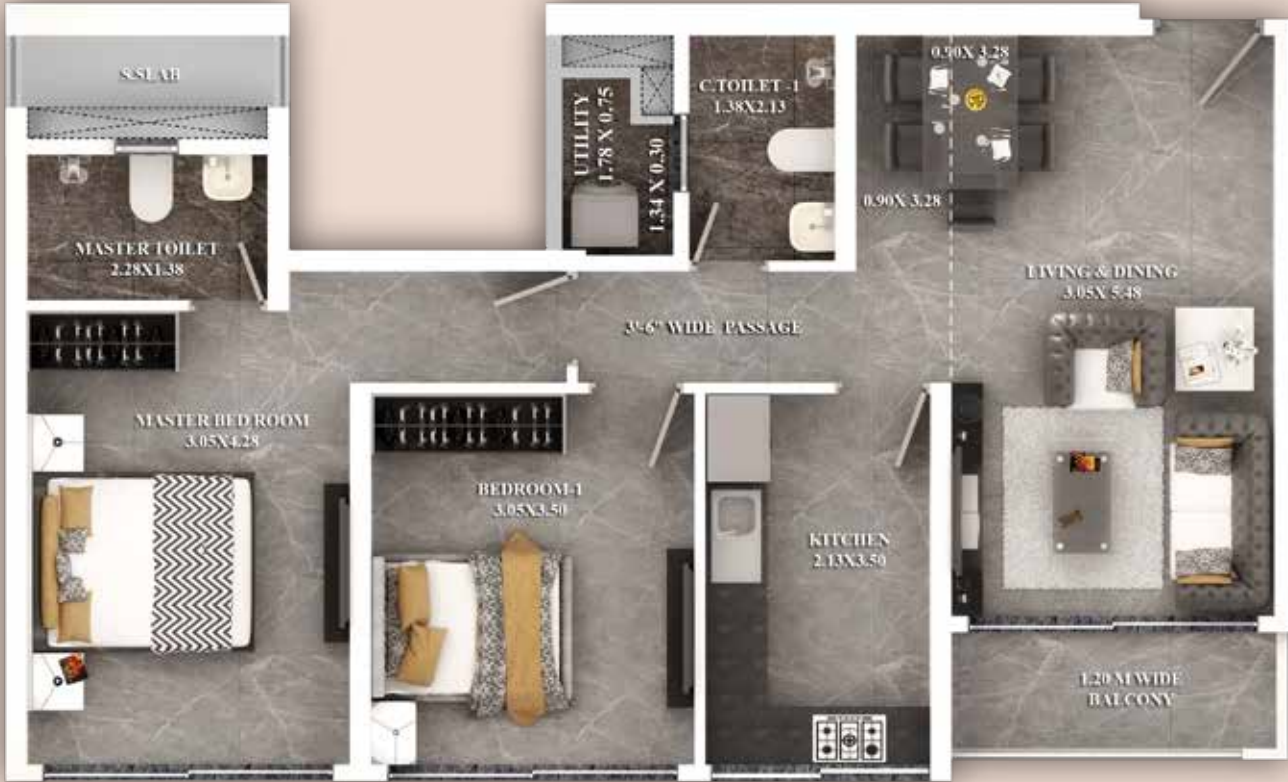 S.SLAB
MASTER TOILET
2.28X1.38
UTILITY
1.78 X 0.75
1.34 X 0.30
C.TOILET -1
1.38X2.13
0.90X 3.28
0.90X 3.28
LIVING & DINING
3.05X 5.48
3'-6" WIDE PASSAGE
MASTER BED ROOM
3.05X4.28
BEDROOM-1
3.05X3.50
KITCHEN
2.13X3.50
1.20 M WIDE
BALCONY